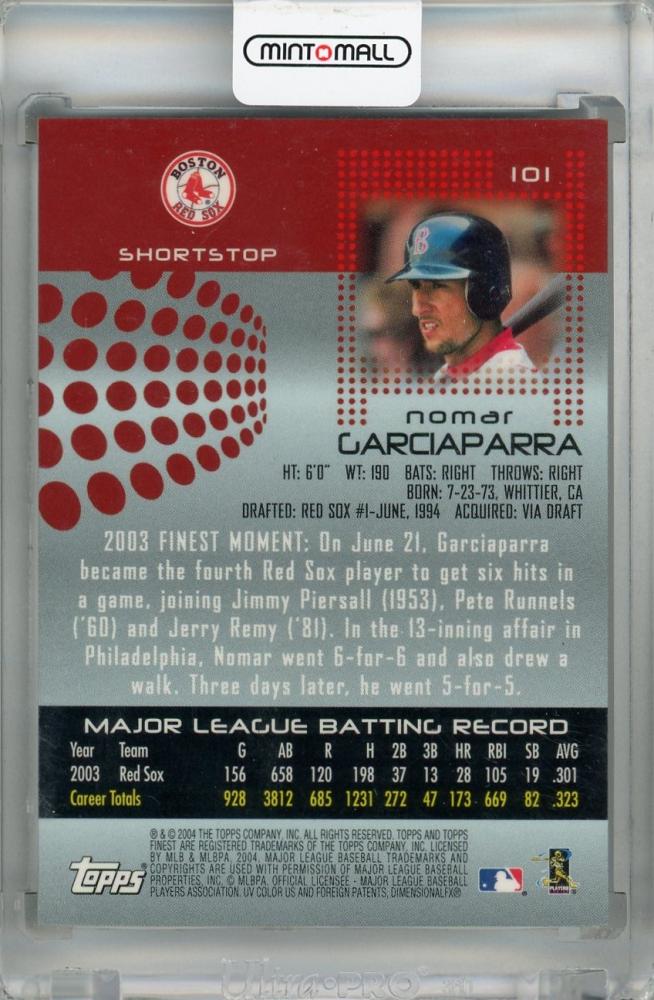 MINTOMALL
BOSTON
RED SOX
101
SHORTSTOP
B
nomar
GARCIAPARRA
HT: 6'0" WT: 190 BATS: RIGHT THROWS: RIGHT
BORN: 7-23-73, WHITTIER, CA
DRAFTED: RED SOX #1-JUNE, 1994 ACQUIRED: VIA DRAFT
2003 FINEST MOMENT: On June 21, Garciaparra
became the fourth Red Sox player to get six hits in
a game, joining Jimmy Piersall (1953), Pete Runnels
('60) and Jerry Remy ('81). In the 13-inning affair in
Philadelphia, Nomar went 6-for-6 and also drew a
walk. Three days later, he went 5-for-5.
MAJOR LEAGUE BATTING RECORD
Year Team G AB R H 2B 3B HR RBI SB AVG
2003 Red Sox 156 658 120 198 37 13 28 105 19 .301
Career Totals 928 3812 685 1231 272 47 173 669 82 .323
® & © 2004 THE TOPPS COMPANY, INC. ALL RIGHTS RESERVED. TOPPS AND TOPPS
FINEST ARE REGISTERED TRADEMARKS OF THE TOPPS COMPANY, INC. LICENSED
BY MLB & MLBPA, 2004. MAJOR LEAGUE BASEBALL TRADEMARKS AND
COPYRIGHTS ARE USED WITH PERMISSION OF MAJOR LEAGUE BASEBALL
PROPERTIES, INC. © MLBPA. OFFICIAL LICENSEE - MAJOR LEAGUE BASEBALL
PLAYERS ASSOCIATION. UV COLOR US AND FOREIGN PATENTS, DIMENSIONALFX®
topps
PLAYERS
Ultra·PRO